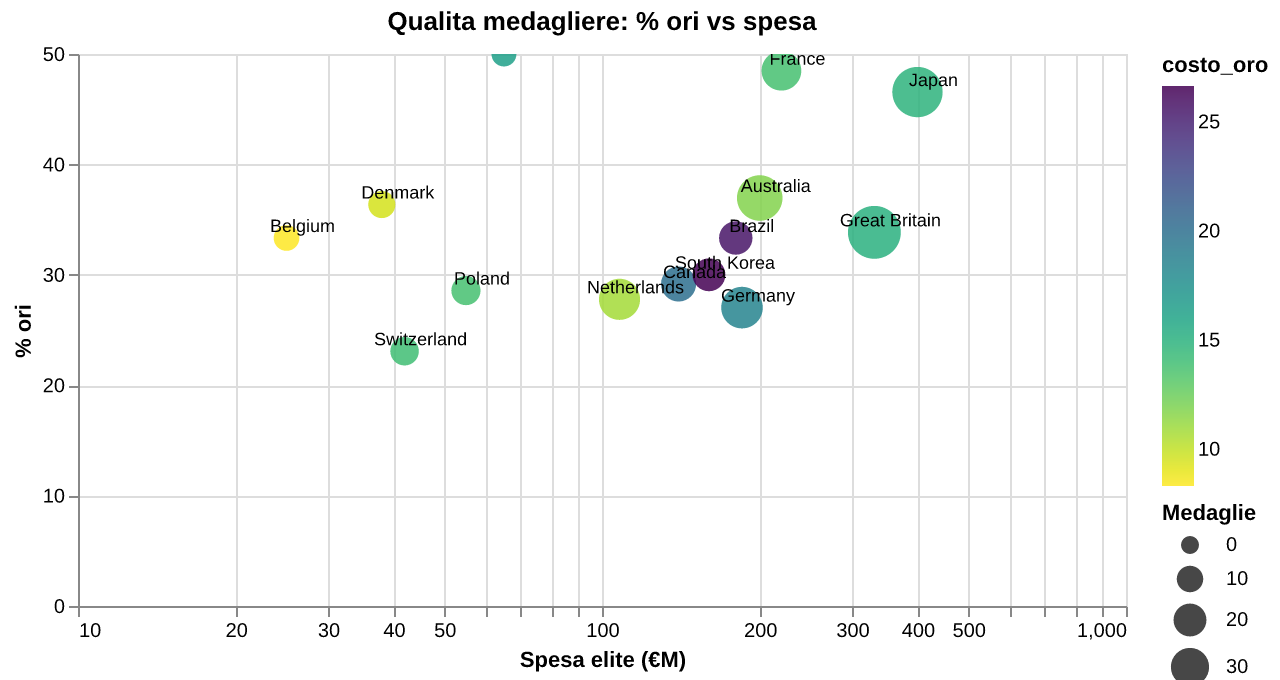 Qualita medagliere: % ori vs spesa
50
40
30
20
10
0
% ori
10
20
30
40
50
100
200
300
400
500
1,000
Spesa elite (€M)
France
Japan
Denmark
Australia
Belgium
Brazil
Great Britain
South Korea
Canada
Poland
Netherlands
Germany
Switzerland
costo_oro
25
20
15
10
Medaglie
0
10
20
30